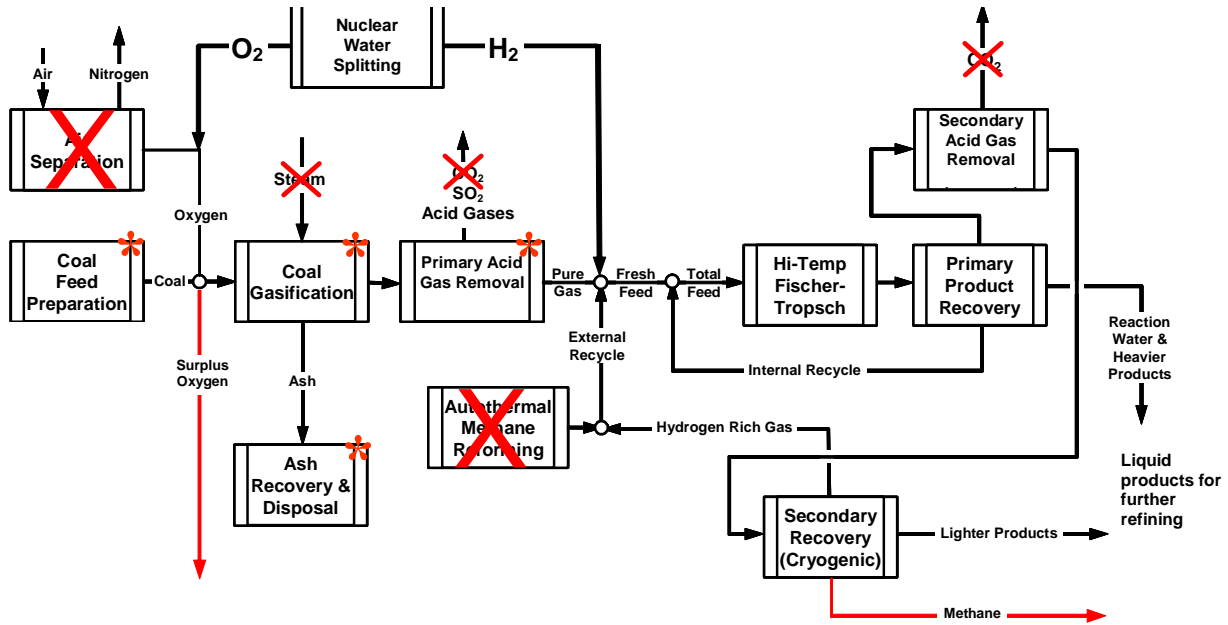 Nuclear
Water
Splitting
O2
H2
Air
Nitrogen
CO2
Air
Separation
Secondary
Acid Gas
Removal
Steam
CO2
SO2
Acid Gases
Oxygen
Coal
Feed
Preparation
Coal
Coal
Gasification
Primary Acid
Gas Removal
Pure
Gas
Fresh
Feed
Total
Feed
Hi-Temp
Fischer-
Tropsch
Primary
Product
Recovery
Surplus
Oxygen
Ash
External
Recycle
Internal Recycle
Reaction
Water &
Heavier
Products
Autothermal
Methane
Reforming
Hydrogen Rich Gas
Ash
Recovery &
Disposal
Liquid
products for
further
refining
Secondary
Recovery
(Cryogenic)
Lighter Products
Methane